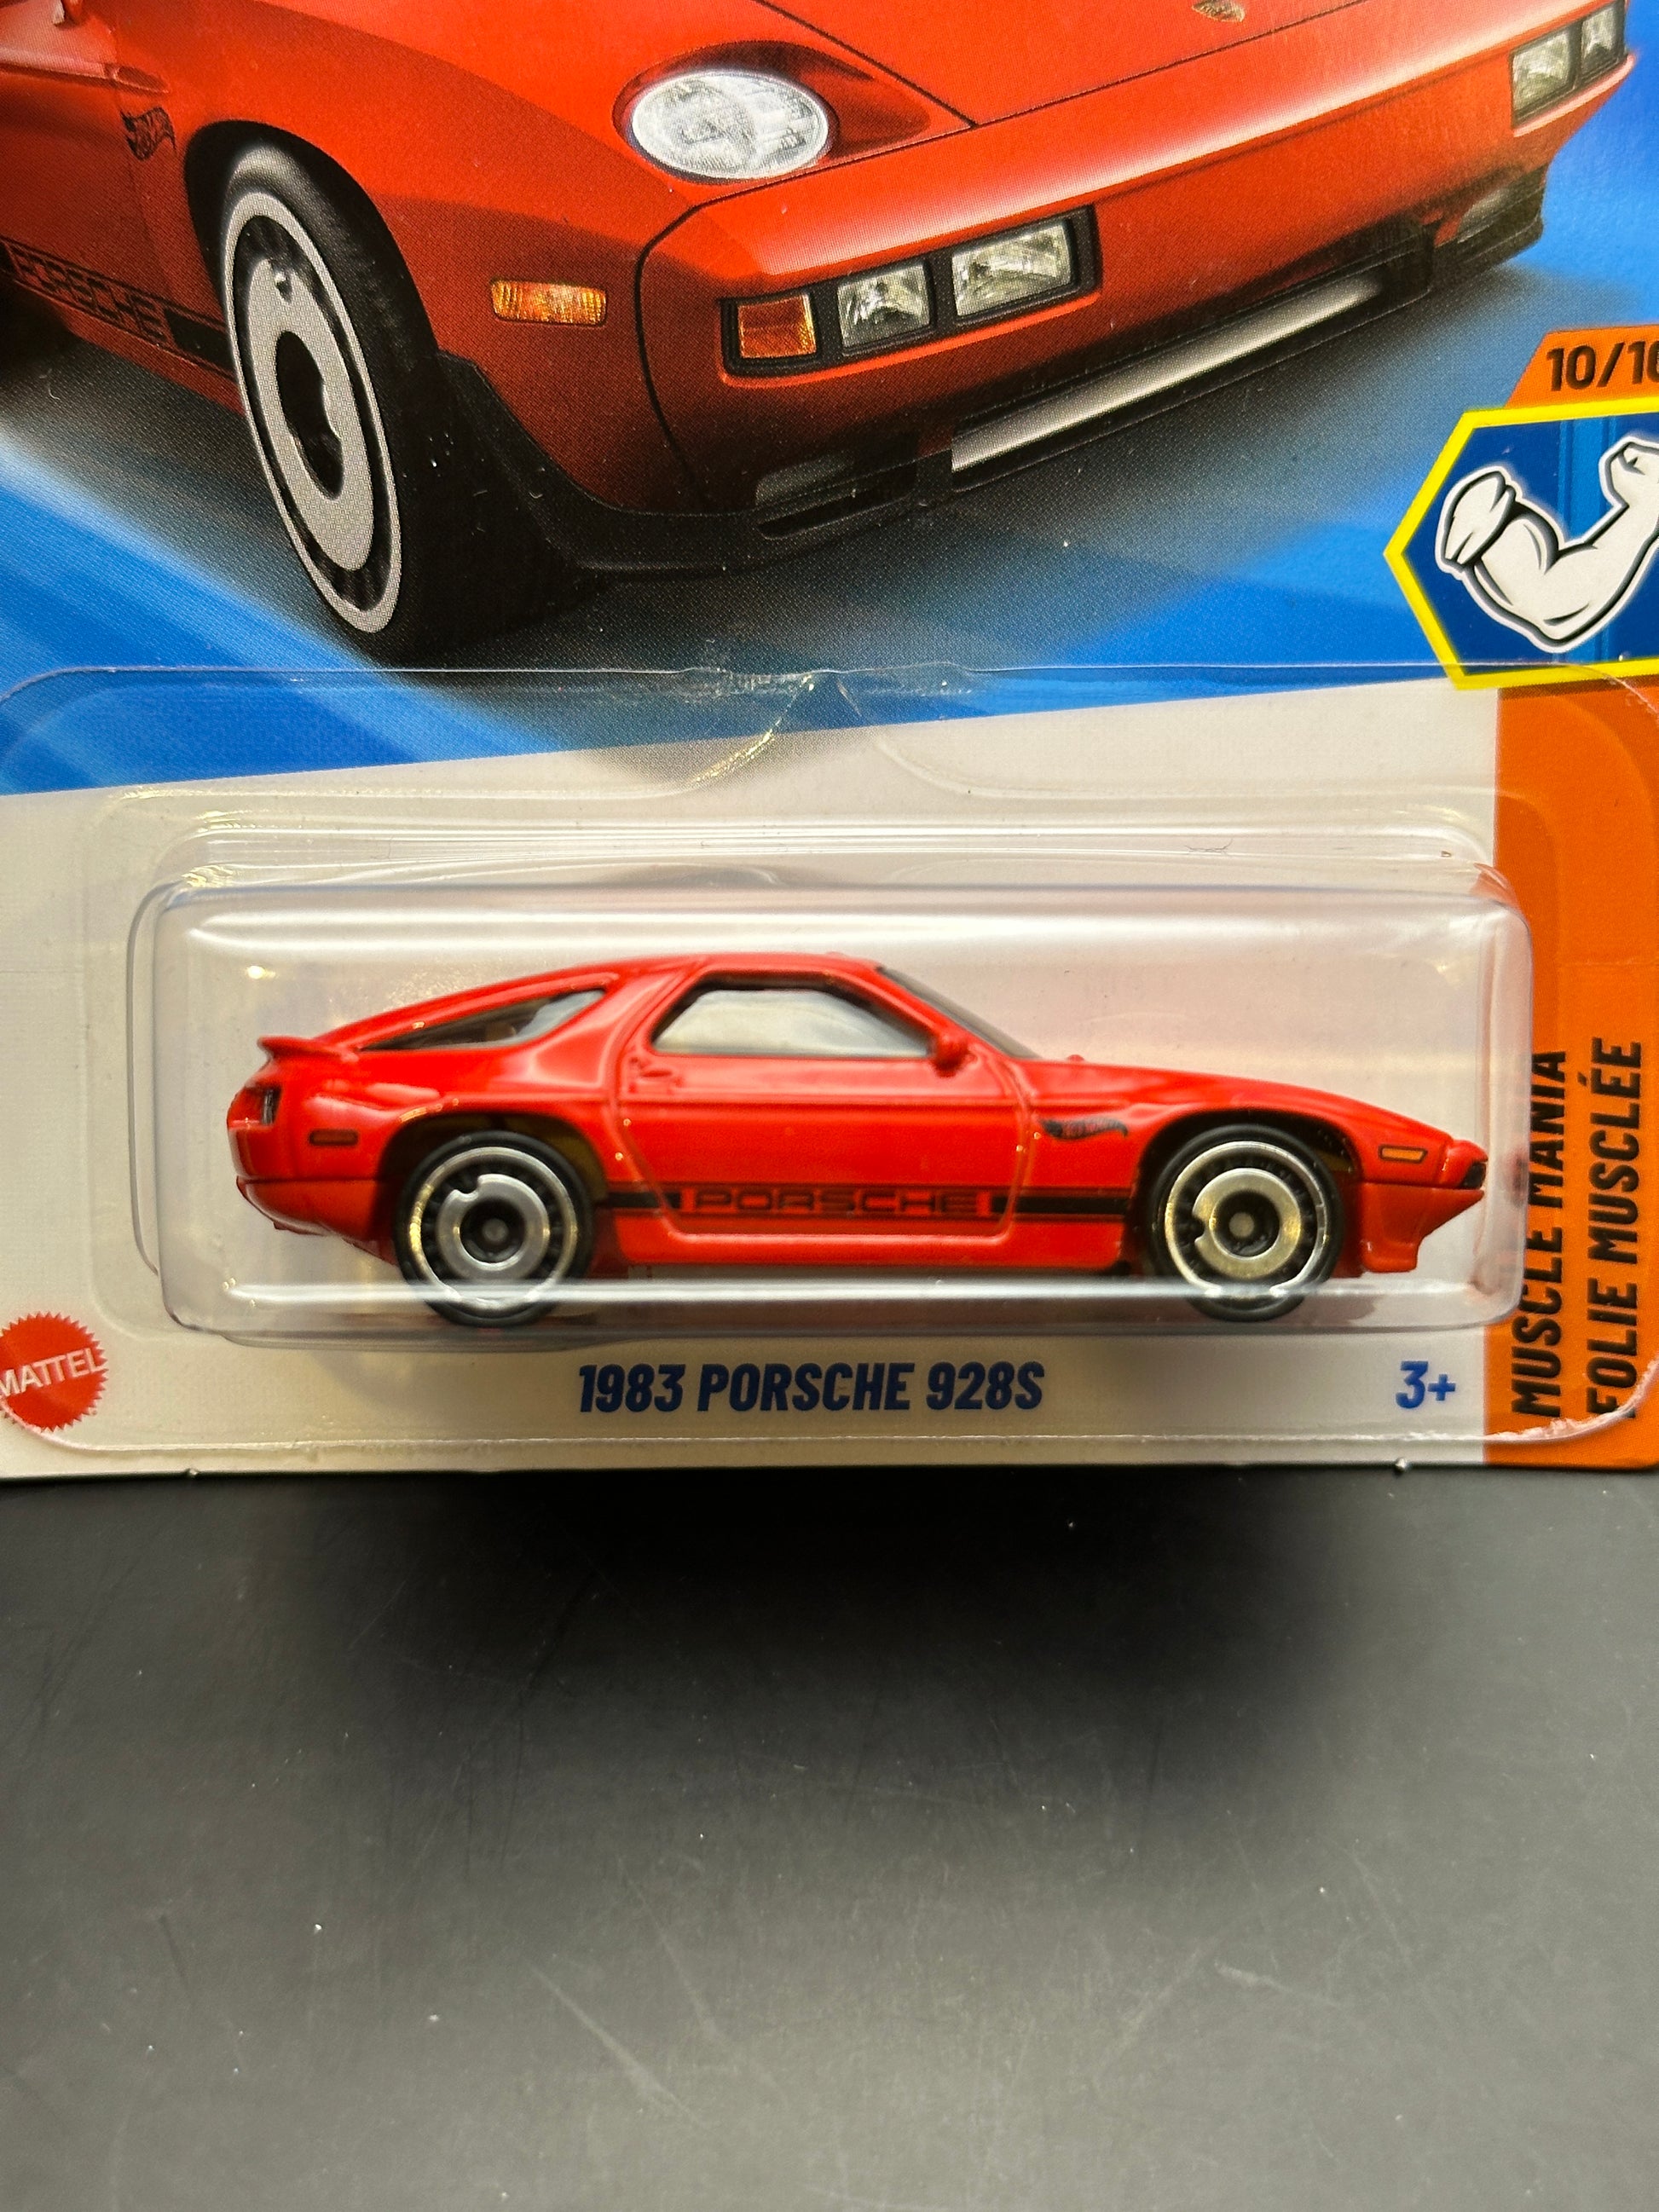 PORSCHE
10/10
PORSCHE
MATTEL
1983 PORSCHE 928S
3+
MUSCLE MANIA
FOLIE MUSCLÉE